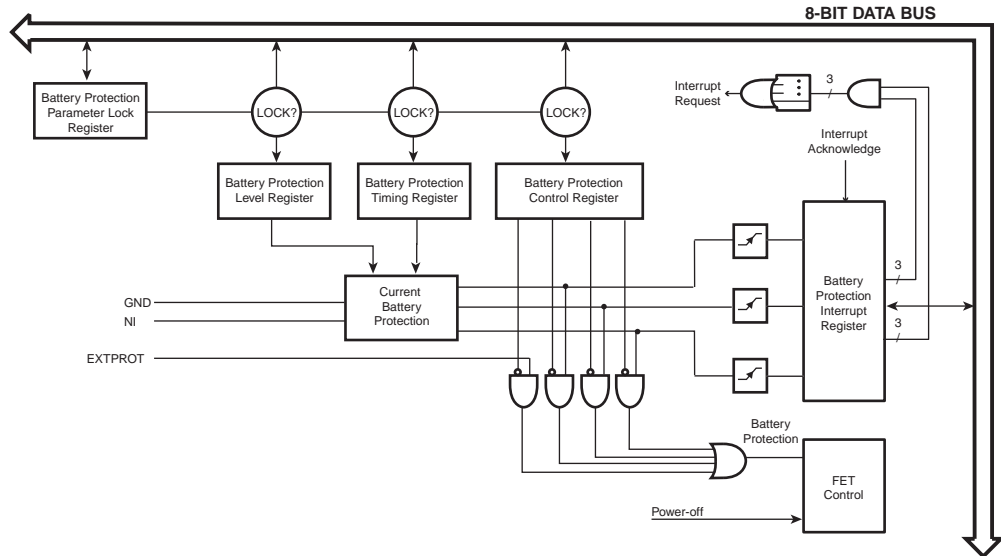 8-BIT DATA BUS
Battery Protection
Parameter Lock
Register
LOCK?
LOCK?
LOCK?
Interrupt
Request
3
Interrupt
Acknowledge
Battery Protection
Level Register
Battery Protection
Timing Register
Battery Protection
Control Register
Current
Battery
Protection
GND
NI
EXTPROT
Battery
Protection
Interrupt
Register
3
3
Battery
Protection
FET
Control
Power-off